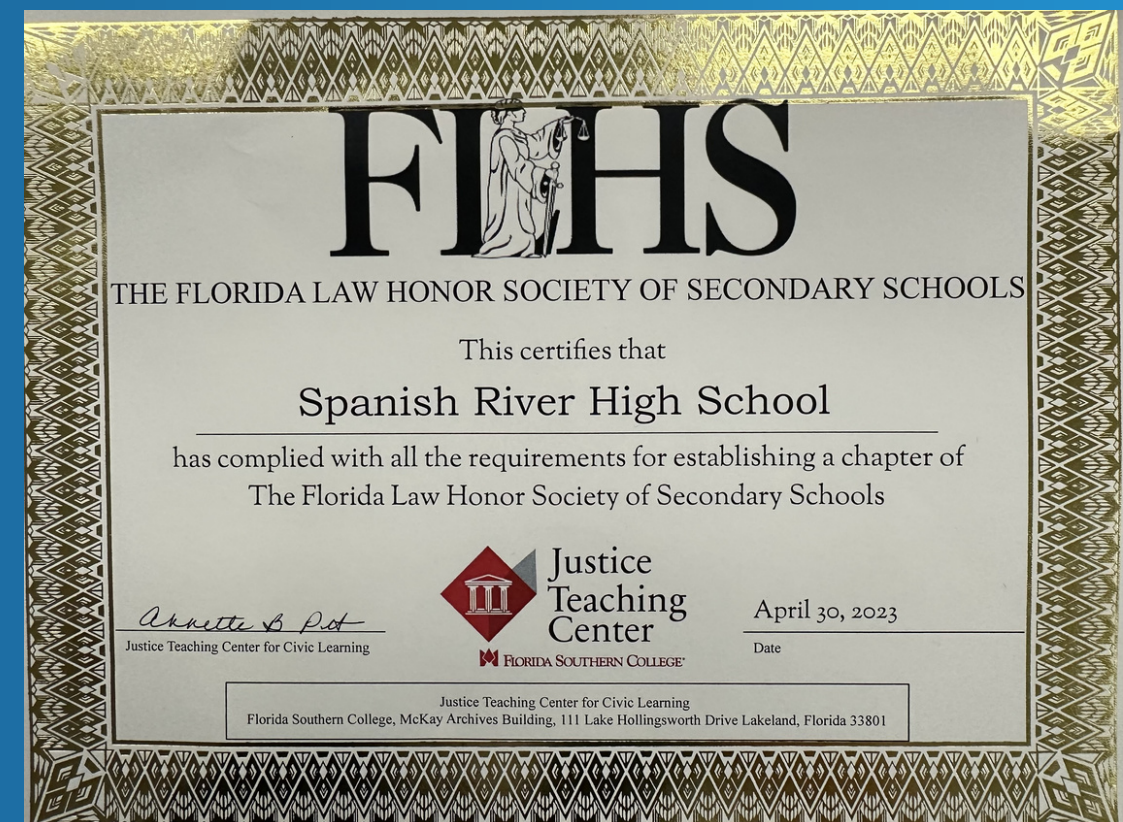 FLHS
THE FLORIDA LAW HONOR SOCIETY OF SECONDARY SCHOOLS
This certifies that
Spanish River High School
has complied with all the requirements for establishing a chapter of
The Florida Law Honor Society of Secondary Schools
Justice
Teaching
Center
FLORIDA SOUTHERN COLLEGE
Annette B
Justice Teaching Center for Civic Learning
April 30, 2023
Date
Justice Teaching Center for Civic Learning
Florida Southern College, McKay Archives Building, 111 Lake Hollingsworth Drive Lakeland, Florida 33801